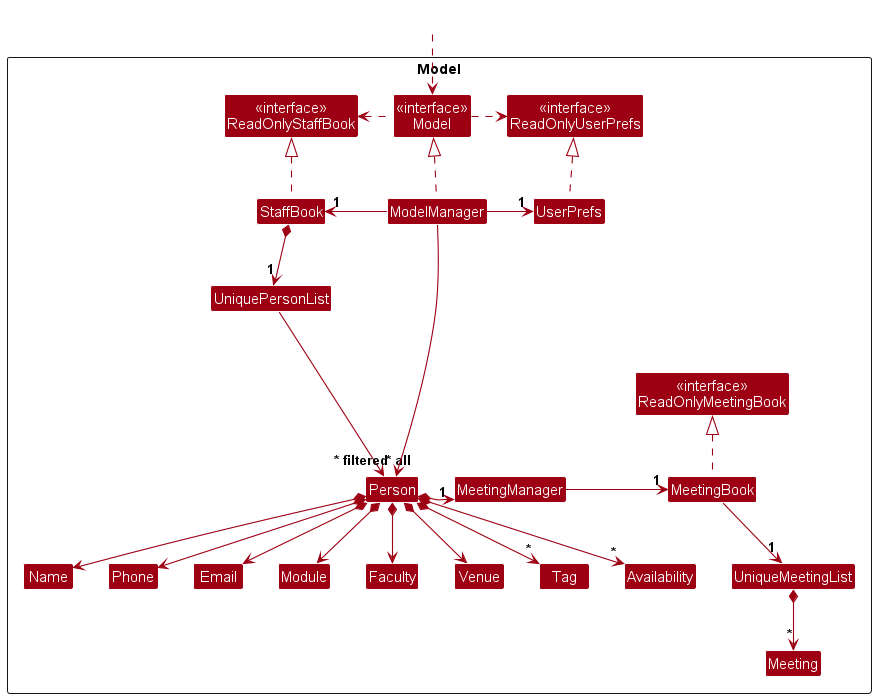 Model
«interface»
ReadOnlyStaffBook
«interface»
Model
«interface»
ReadOnlyUserPrefs
StaffBook
1
ModelManager
1
UserPrefs
1
UniquePersonList
«interface»
ReadOnlyMeetingBook
* filtered
* all
Person
1
MeetingManager
1
MeetingBook
Name
Phone
Email
Module
Faculty
Venue
*
Tag
*
Availability
1
UniqueMeetingList
*
Meeting